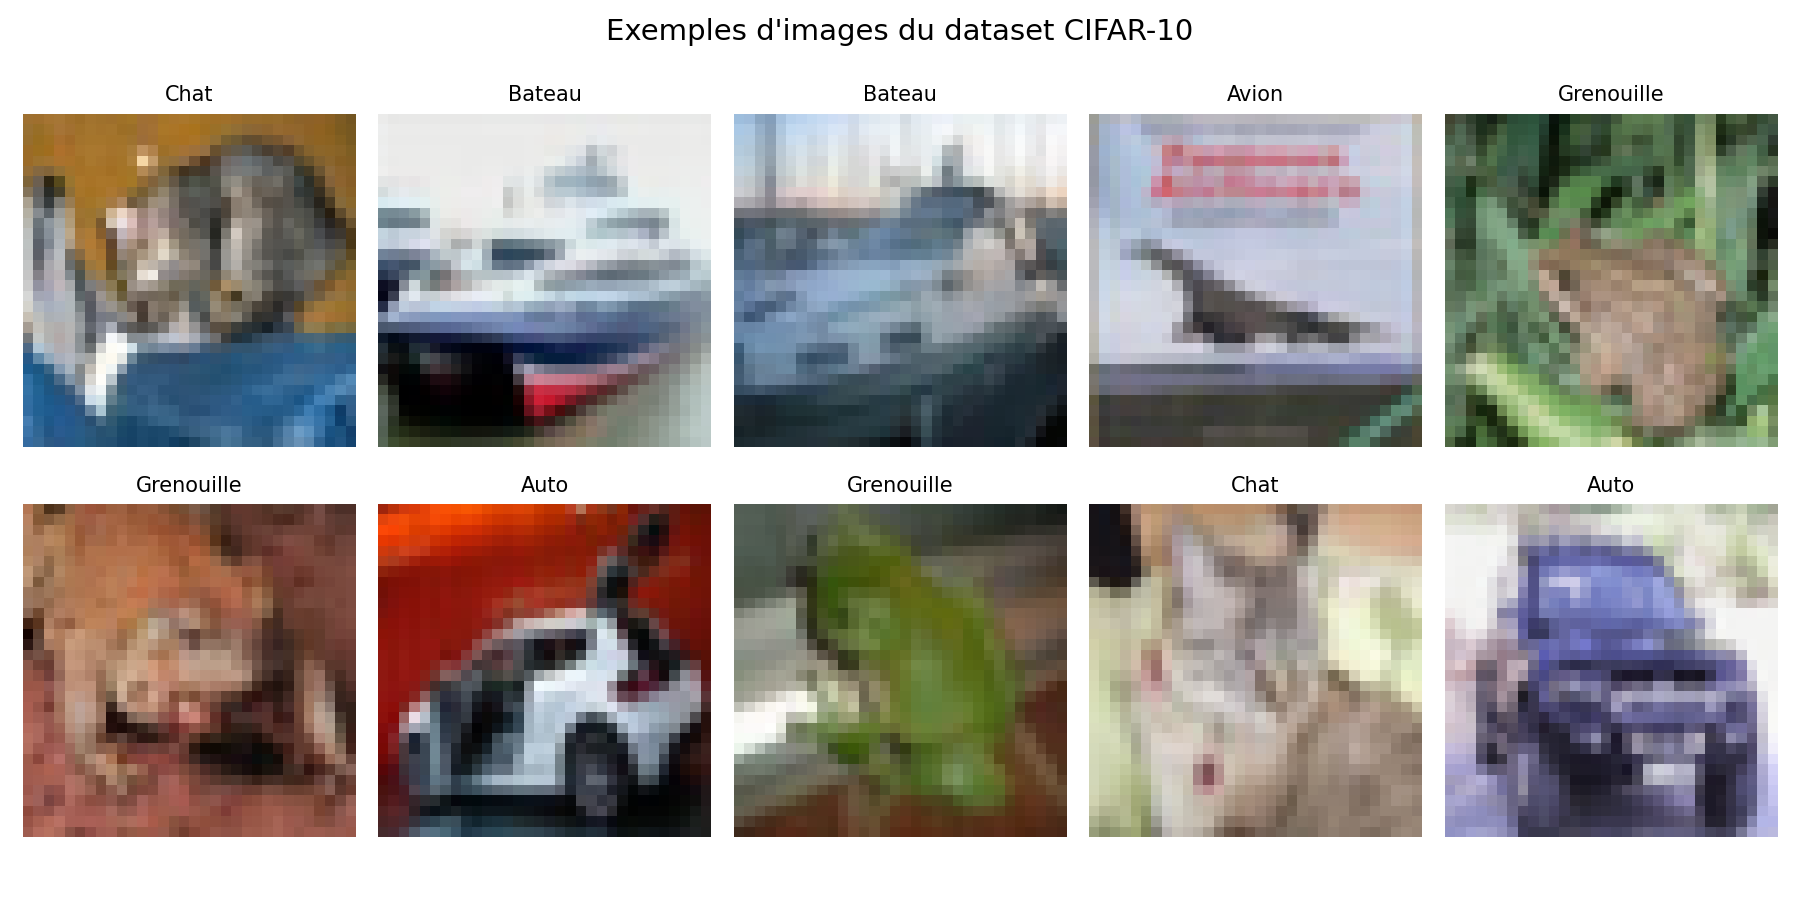 Exemples d'images du dataset CIFAR-10
Chat
Bateau
Bateau
Avion
Grenouille
Grenouille
Auto
Grenouille
Chat
Auto